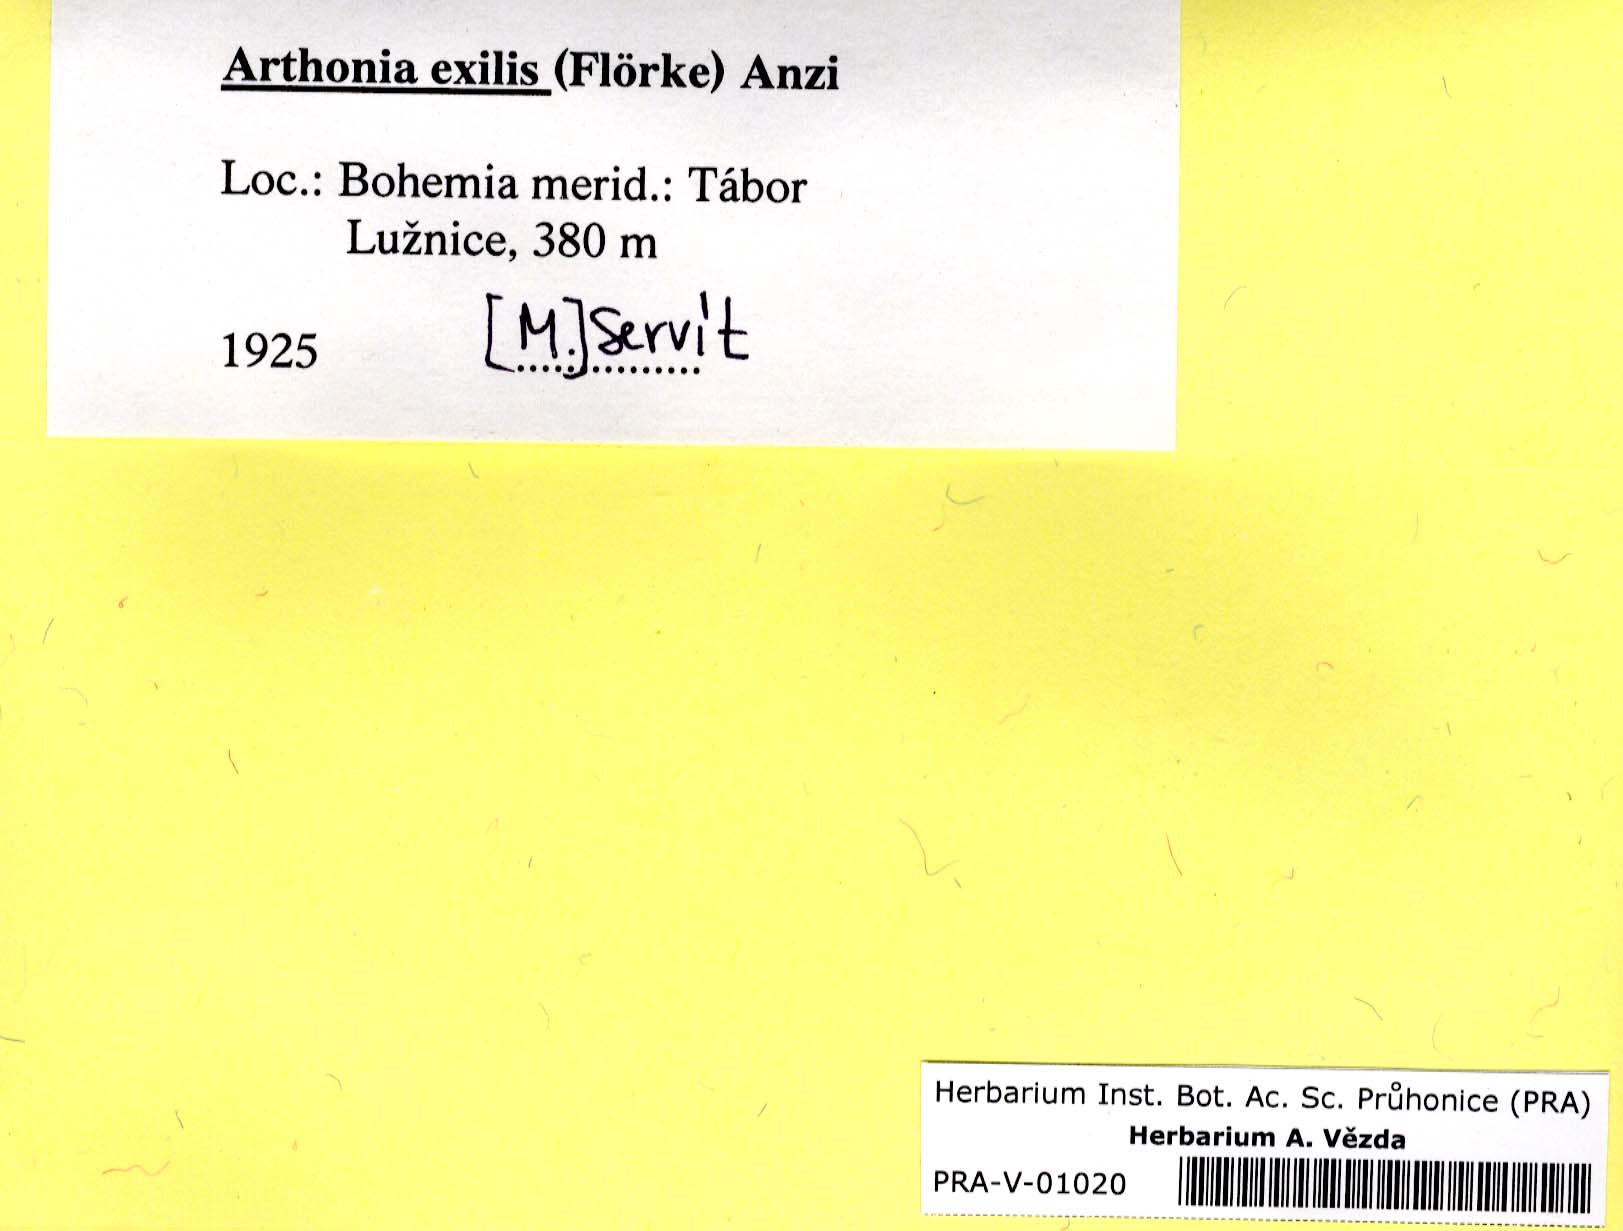 Arthonia exilis (Flörke) Anzi
Loc.: Bohemia merid.: Tábor
Lužnice, 380 m
1925 [M.] Servít
Herbarium Inst. Bot. Ac. Sc. Průhonice (PRA)
Herbarium A. Vězda
PRA-V-01020